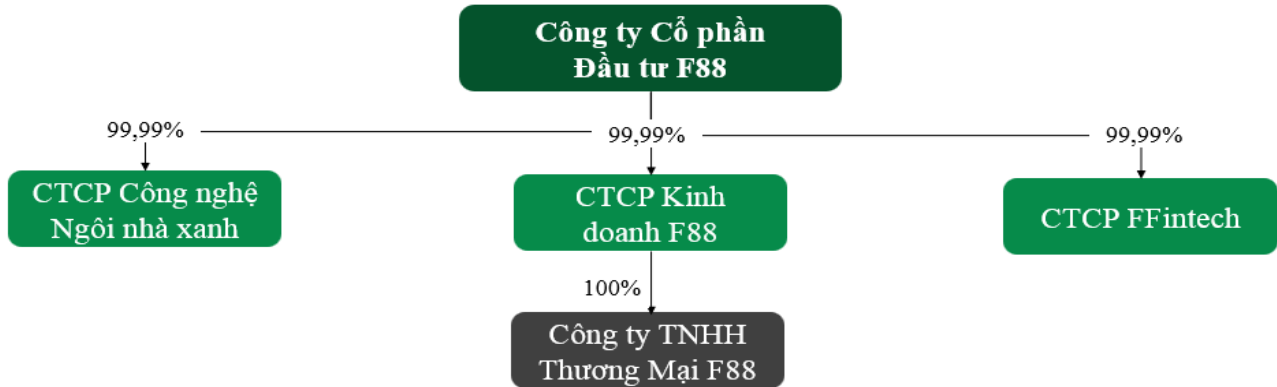 Công ty Cổ phần
Đầu tư F88
99,99%
99,99%
99,99%
CTCP Công nghệ
Ngôi nhà xanh
CTCP Kinh
doanh F88
CTCP FFintech
100%
Công ty TNHH
Thương Mại F88